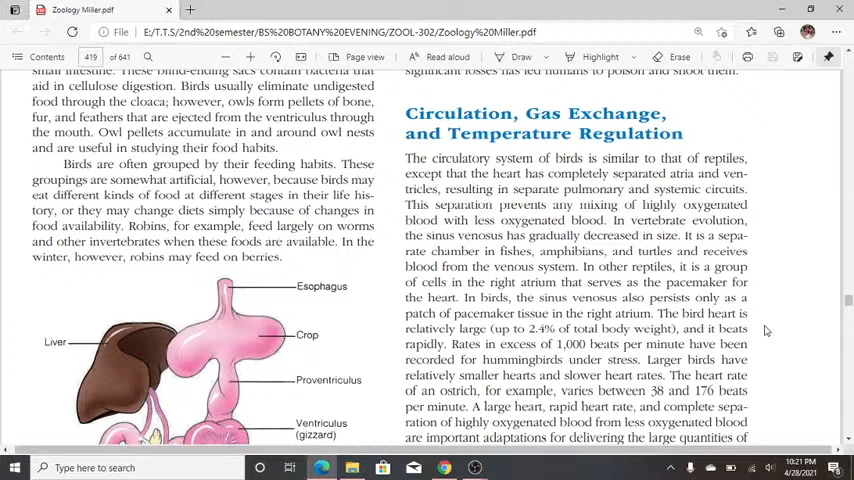 Zoology Miller.pdf
File
E:/T.T.S/2nd%20semester/BS%20BOTANY%20EVENING/ZOOL-302/Zoology%20Miller.pdf
Contents
419
of 641
Page view
Read aloud
Draw
Highlight
Erase
small intestine. These blind-ending sacs contain bacteria that
aid in cellulose digestion. Birds usually eliminate undigested
food through the cloaca; however, owls form pellets of bone,
fur, and feathers that are ejected from the ventriculus through
the mouth. Owl pellets accumulate in and around owl nests
and are useful in studying their food habits.
Birds are often grouped by their feeding habits. These
groupings are somewhat artificial, however, because birds may
eat different kinds of food at different stages in their life his-
tory, or they may change diets simply because of changes in
food availability. Robins, for example, feed largely on worms
and other invertebrates when these foods are available. In the
winter, however, robins may feed on berries.
Esophagus
Crop
Liver
Proventriculus
Ventriculus
(gizzard)
significant losses has led humans to poison and shoot them.
Circulation, Gas Exchange,
and Temperature Regulation
The circulatory system of birds is similar to that of reptiles,
except that the heart has completely separated atria and ven-
tricles, resulting in separate pulmonary and systemic circuits.
This separation prevents any mixing of highly oxygenated
blood with less oxygenated blood. In vertebrate evolution,
the sinus venosus has gradually decreased in size. It is a sepa-
rate chamber in fishes, amphibians, and turtles and receives
blood from the venous system. In other reptiles, it is a group
of cells in the right atrium that serves as the pacemaker for
the heart. In birds, the sinus venosus also persists only as a
patch of pacemaker tissue in the right atrium. The bird heart is
relatively large (up to 2.4% of total body weight), and it beats
rapidly. Rates in excess of 1,000 beats per minute have been
recorded for hummingbirds under stress. Larger birds have
relatively smaller hearts and slower heart rates. The heart rate
of an ostrich, for example, varies between 38 and 176 beats
per minute. A large heart, rapid heart rate, and complete sepa-
ration of highly oxygenated blood from less oxygenated blood
are important adaptations for delivering the large quantities of
Type here to search
10:21 PM
4/28/2021